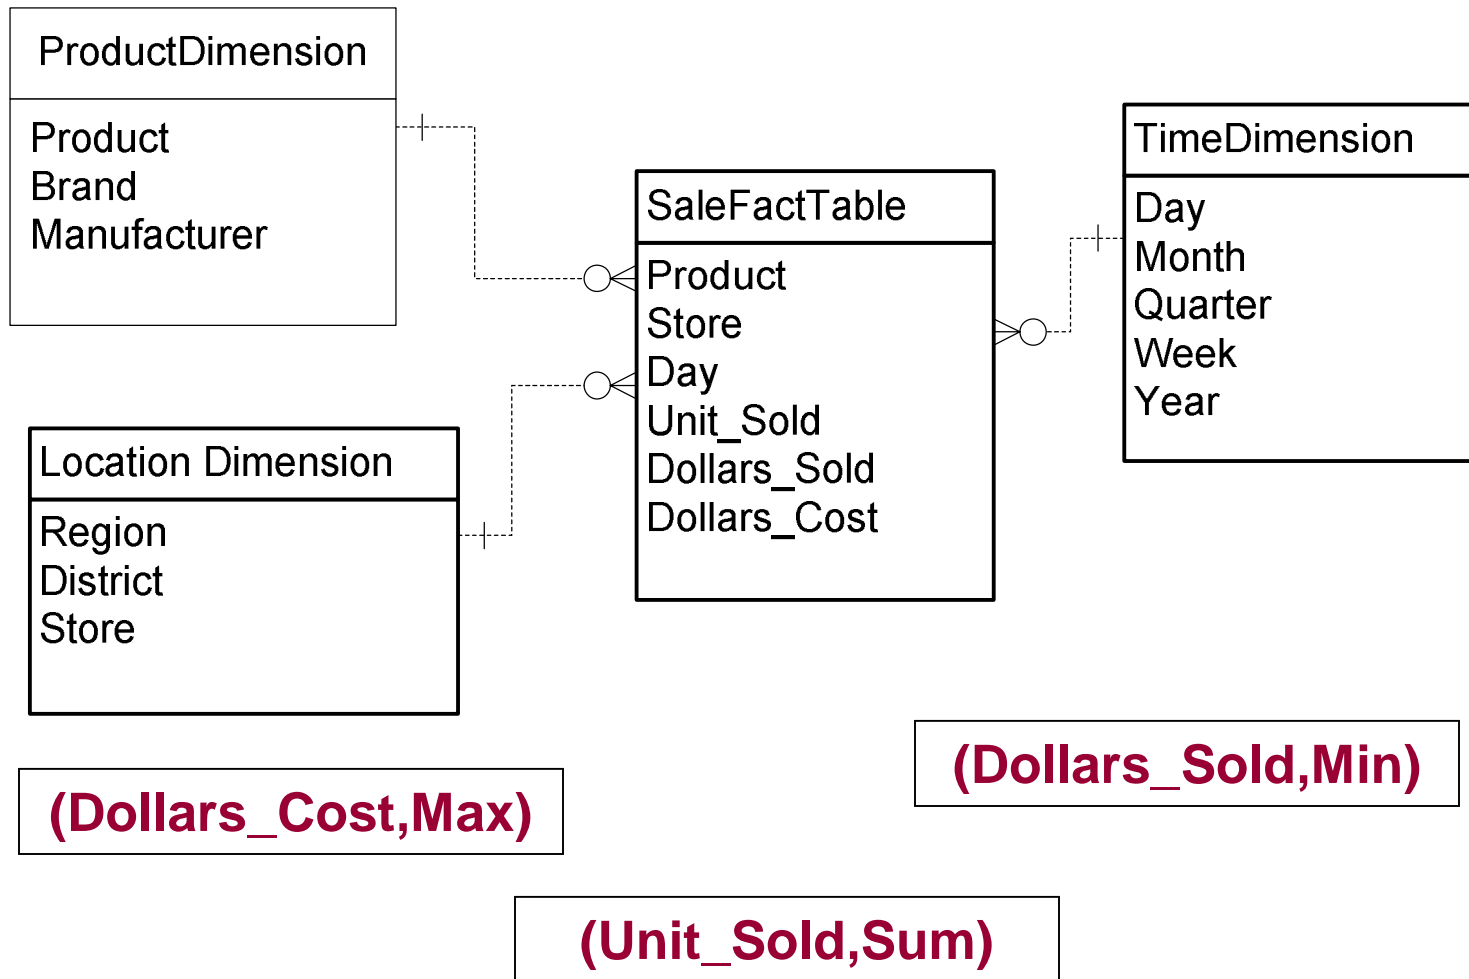 ProductDimension
Product
Brand
Manufacturer
Location Dimension
Region
District
Store
SaleFactTable
Product
Store
Day
Unit_Sold
Dollars_Sold
Dollars_Cost
TimeDimension
Day
Month
Quarter
Week
Year
(Dollars_Cost,Max)
(Dollars_Sold,Min)
(Unit_Sold,Sum)